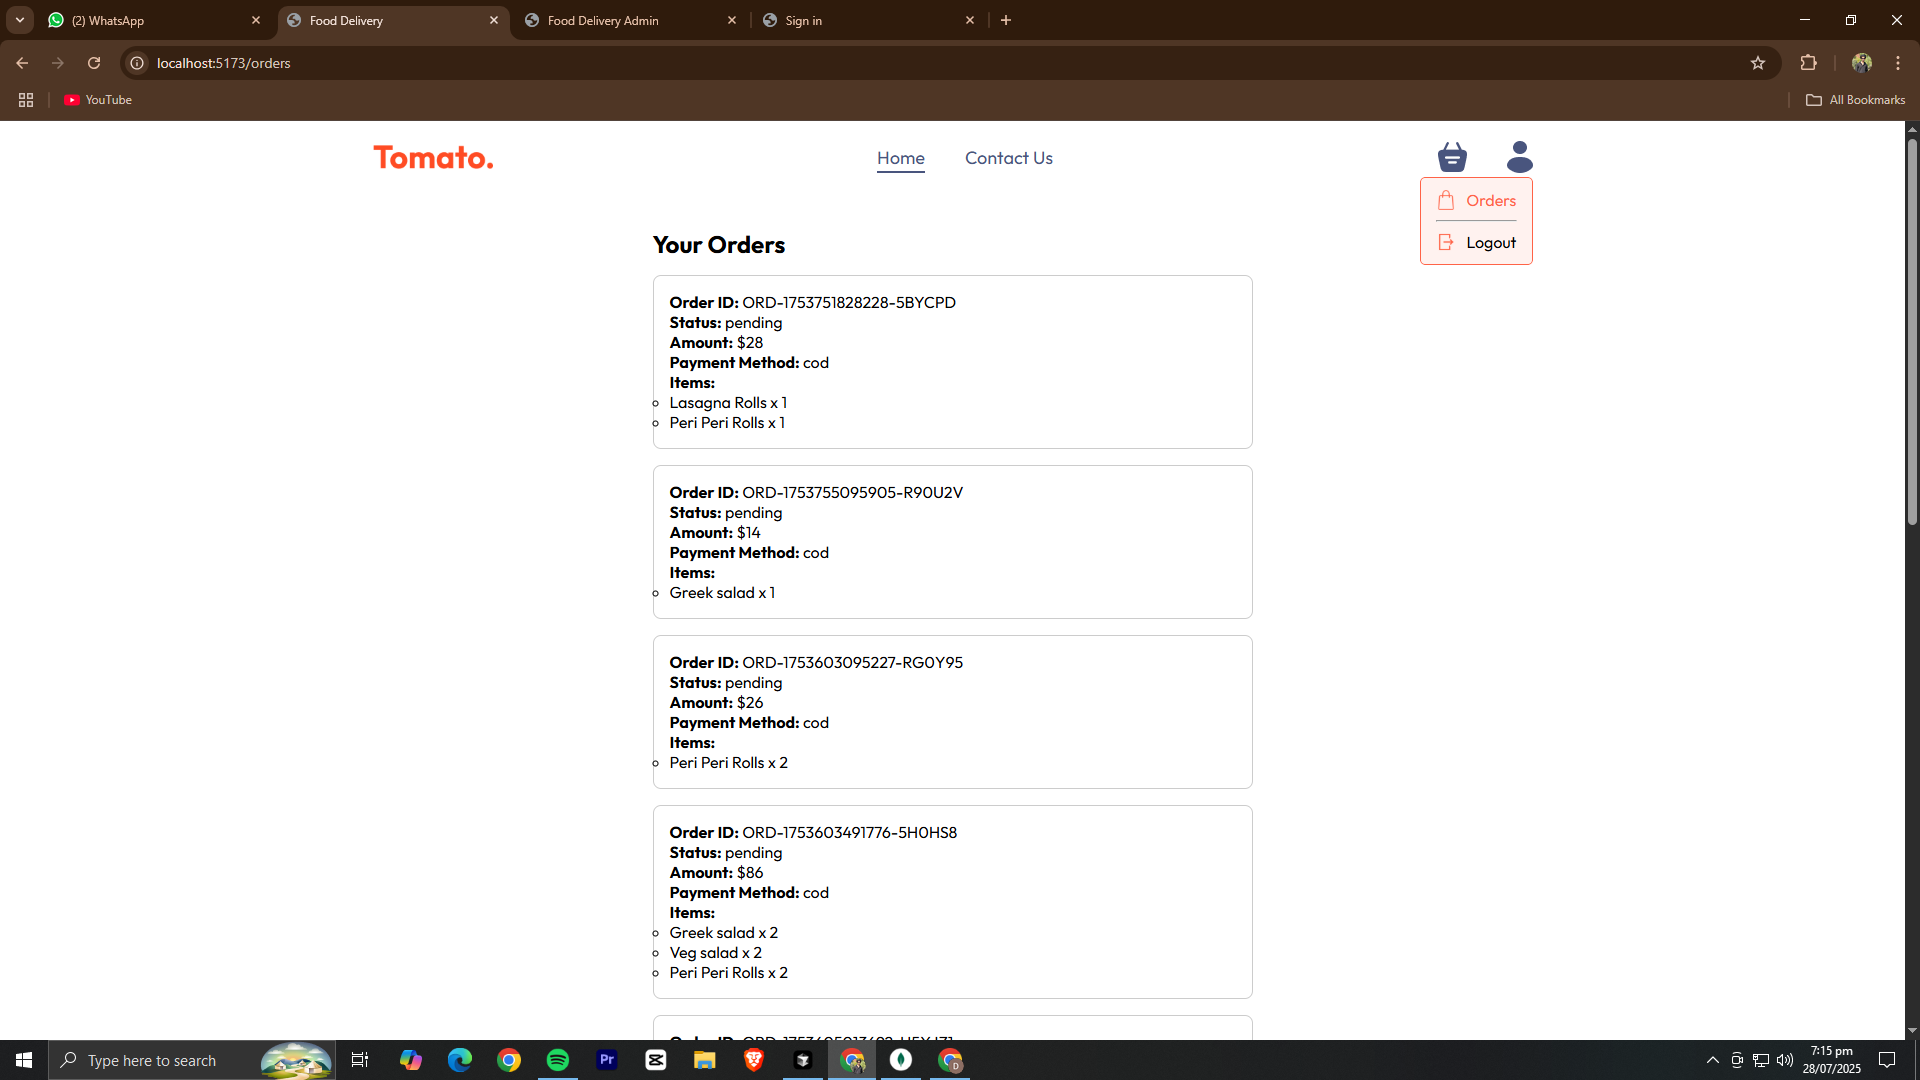 (2) WhatsApp
Food Delivery
Food Delivery Admin
Sign in
localhost:5173/orders
YouTube
All Bookmarks
Tomato.
Home
Contact Us
Orders
Logout
Your Orders
Order ID: ORD-1753751828228-5BYCPD
Status: pending
Amount: $28
Payment Method: cod
Items:
Lasagna Rolls x 1
Peri Peri Rolls x 1
Order ID: ORD-1753755095905-R90U2V
Status: pending
Amount: $14
Payment Method: cod
Items:
Greek salad x 1
Order ID: ORD-1753603095227-RG0Y95
Status: pending
Amount: $26
Payment Method: cod
Items:
Peri Peri Rolls x 2
Order ID: ORD-1753603491776-5H0HS8
Status: pending
Amount: $86
Payment Method: cod
Items:
Greek salad x 2
Veg salad x 2
Peri Peri Rolls x 2
Order ID:
Type here to search
Pr
D
7:15 pm
28/07/2025